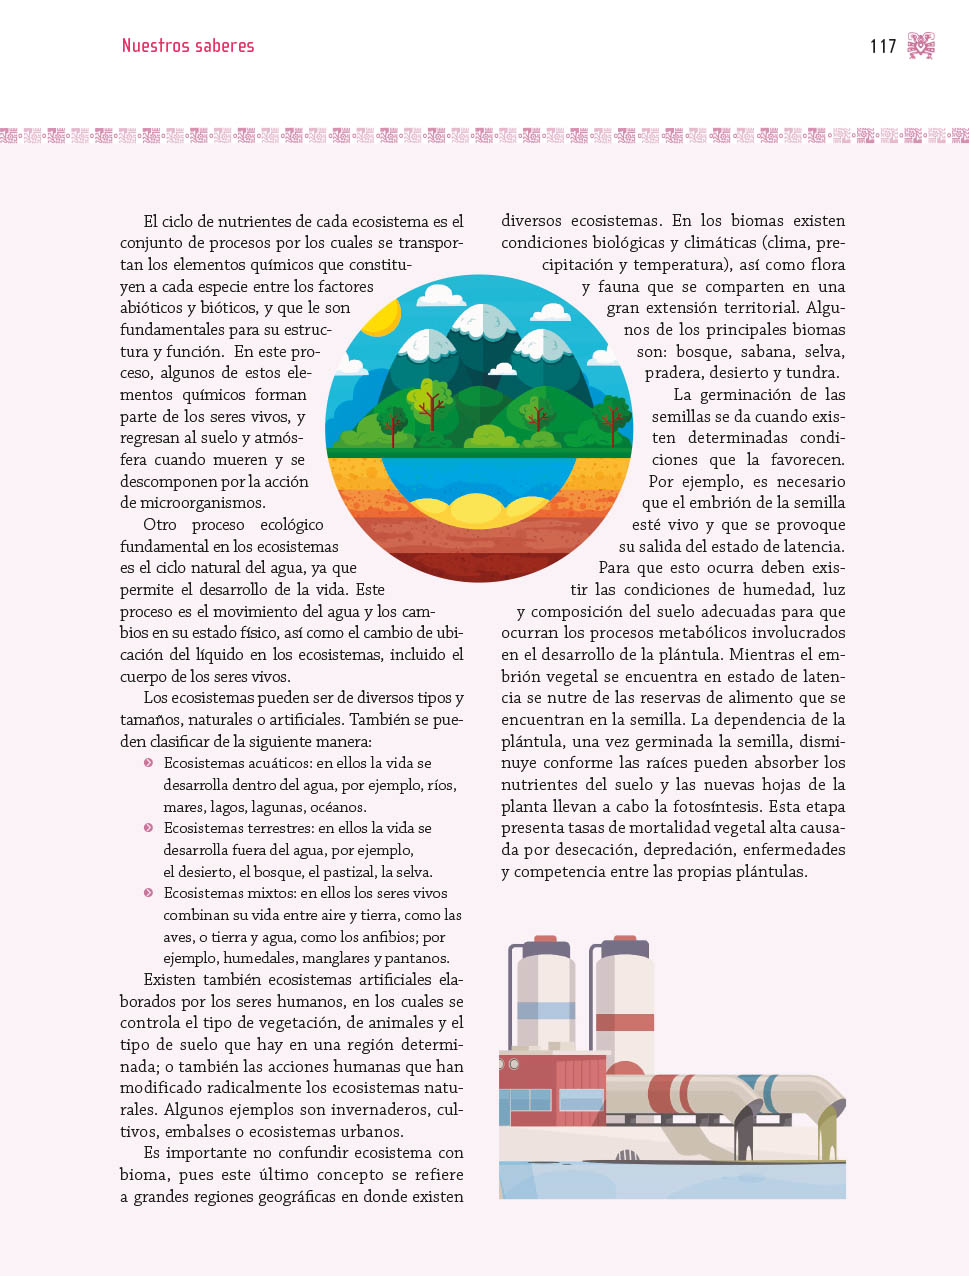 Nuestros saberes
117
El ciclo de nutrientes de cada ecosistema es el
conjunto de procesos por los cuales se transpor-
tan los elementos químicos que constitu-
yen a cada especie entre los factores
abióticos y bióticos, y que le son
fundamentales para su estruc-
tura y función. En este pro-
ceso, algunos de estos ele-
mentos químicos forman
parte de los seres vivos, y
regresan al suelo y atmós-
fera cuando mueren y se
descomponen por la acción
de microorganismos.
Otro proceso ecológico
fundamental en los ecosistemas
es el ciclo natural del agua, ya que
permite el desarrollo de la vida. Este
proceso es el movimiento del agua y los cam-
bios en su estado físico, así como el cambio de ubi-
cación del líquido en los ecosistemas, incluido el
cuerpo de los seres vivos.
Los ecosistemas pueden ser de diversos tipos y
tamaños, naturales o artificiales. También se pue-
den clasificar de la siguiente manera:
Ecosistemas acuáticos: en ellos la vida se
desarrolla dentro del agua, por ejemplo, ríos,
mares, lagos, lagunas, océanos.
Ecosistemas terrestres: en ellos la vida se
desarrolla fuera del agua, por ejemplo,
el desierto, el bosque, el pastizal, la selva.
Ecosistemas mixtos: en ellos los seres vivos
combinan su vida entre aire y tierra, como las
aves, o tierra y agua, como los anfibios; por
ejemplo, humedales, manglares y pantanos.
Existen también ecosistemas artificiales ela-
borados por los seres humanos, en los cuales se
controla el tipo de vegetación, de animales y el
tipo de suelo que hay en una región determi-
nada; o también las acciones humanas que han
modificado radicalmente los ecosistemas natu-
rales. Algunos ejemplos son invernaderos, cul-
tivos, embalses o ecosistemas urbanos.
Es importante no confundir ecosistema con
bioma, pues este último concepto se refiere
a grandes regiones geográficas en donde existen
diversos ecosistemas. En los biomas existen
condiciones biológicas y climáticas (clima, pre-
cipitación y temperatura), así como flora
y fauna que se comparten en una
gran extensión territorial. Algu-
nos de los principales biomas
son: bosque, sabana, selva,
pradera, desierto y tundra.
La germinación de las
semillas se da cuando exis-
ten determinadas condi-
ciones que la favorecen.
Por ejemplo, es necesario
que el embrión de la semilla
esté vivo y que se provoque
su salida del estado de latencia.
Para que esto ocurra deben exis-
tir las condiciones de humedad, luz
y composición del suelo adecuadas para que
ocurran los procesos metabólicos involucrados
en el desarrollo de la plántula. Mientras el em-
brión vegetal se encuentra en estado de laten-
cia se nutre de las reservas de alimento que se
encuentran en la semilla. La dependencia de la
plántula, una vez germinada la semilla, dismi-
nuye conforme las raíces pueden absorber los
nutrientes del suelo y las nuevas hojas de la
planta llevan a cabo la fotosíntesis. Esta etapa
presenta tasas de mortalidad vegetal alta causa-
da por desecación, depredación, enfermedades
y competencia entre las propias plántulas.